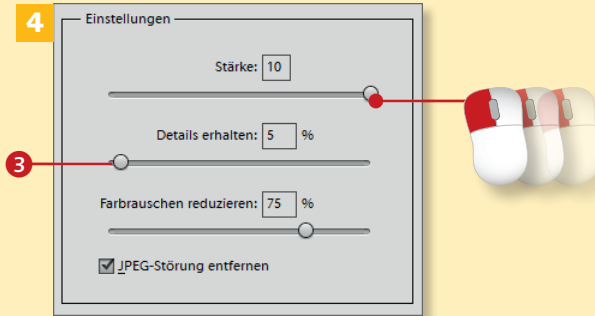 4
Einstellungen
Stärke: 10
Details erhalten: 5 %
3
Farbrauschen reduzieren: 75 %
JPEG-Störung entfernen